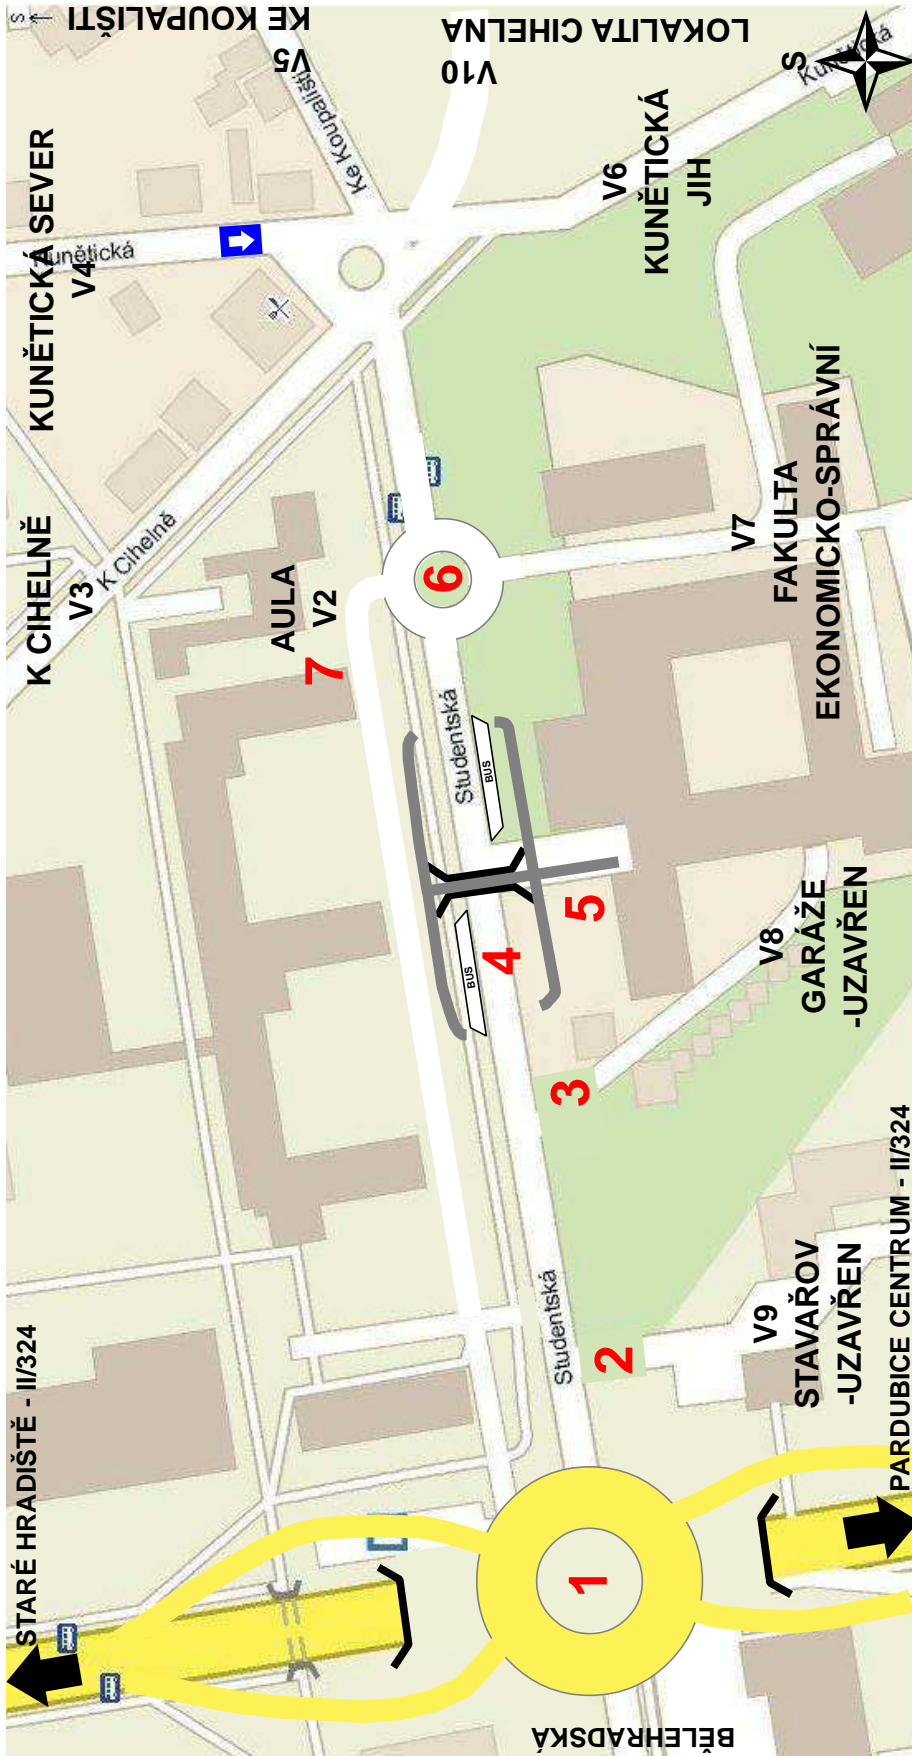 STARÉ HRADIŠTĚ - II/324
K CIHELNĚ
V3
KUNĚTICKÁ SEVER
V4
KE KOUPALIŠTI
V5
S
Kunětická
Ke Koupališti
K Cihelně
AULA
V2
7
LOKALITA CIHELNA
V10
6
Studentská
BUS
BUS
4
5
3
Studentská
2
1
BĚLEHRADSKÁ
V6
KUNĚTICKÁ
JIH
S
Kunětická
V7
FAKULTA
EKONOMICKO-SPRÁVNÍ
V8
GARÁŽE
-UZAVŘEN
V9
STAVAŘOV
-UZAVŘEN
PARDUBICE CENTRUM - II/324